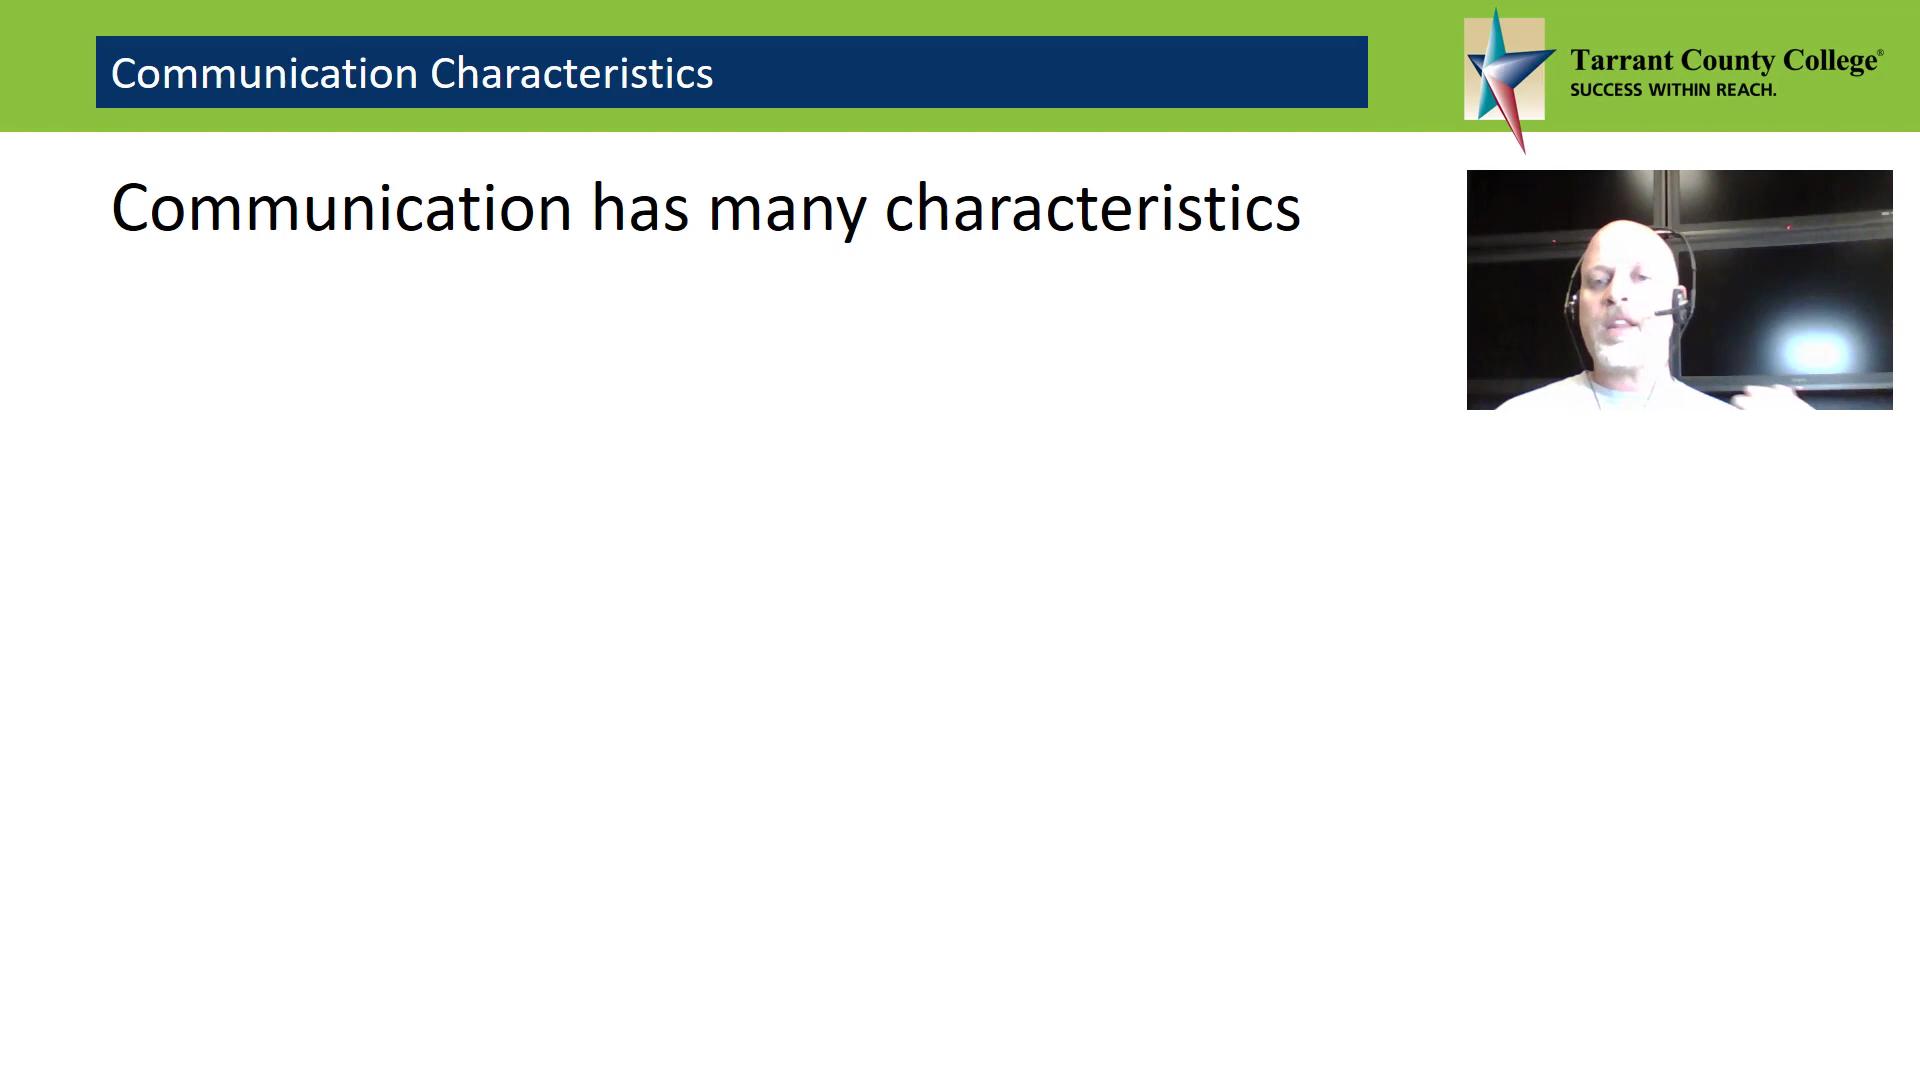 Communication Characteristics
Tarrant County College®
SUCCESS WITHIN REACH.
Communication has many characteristics